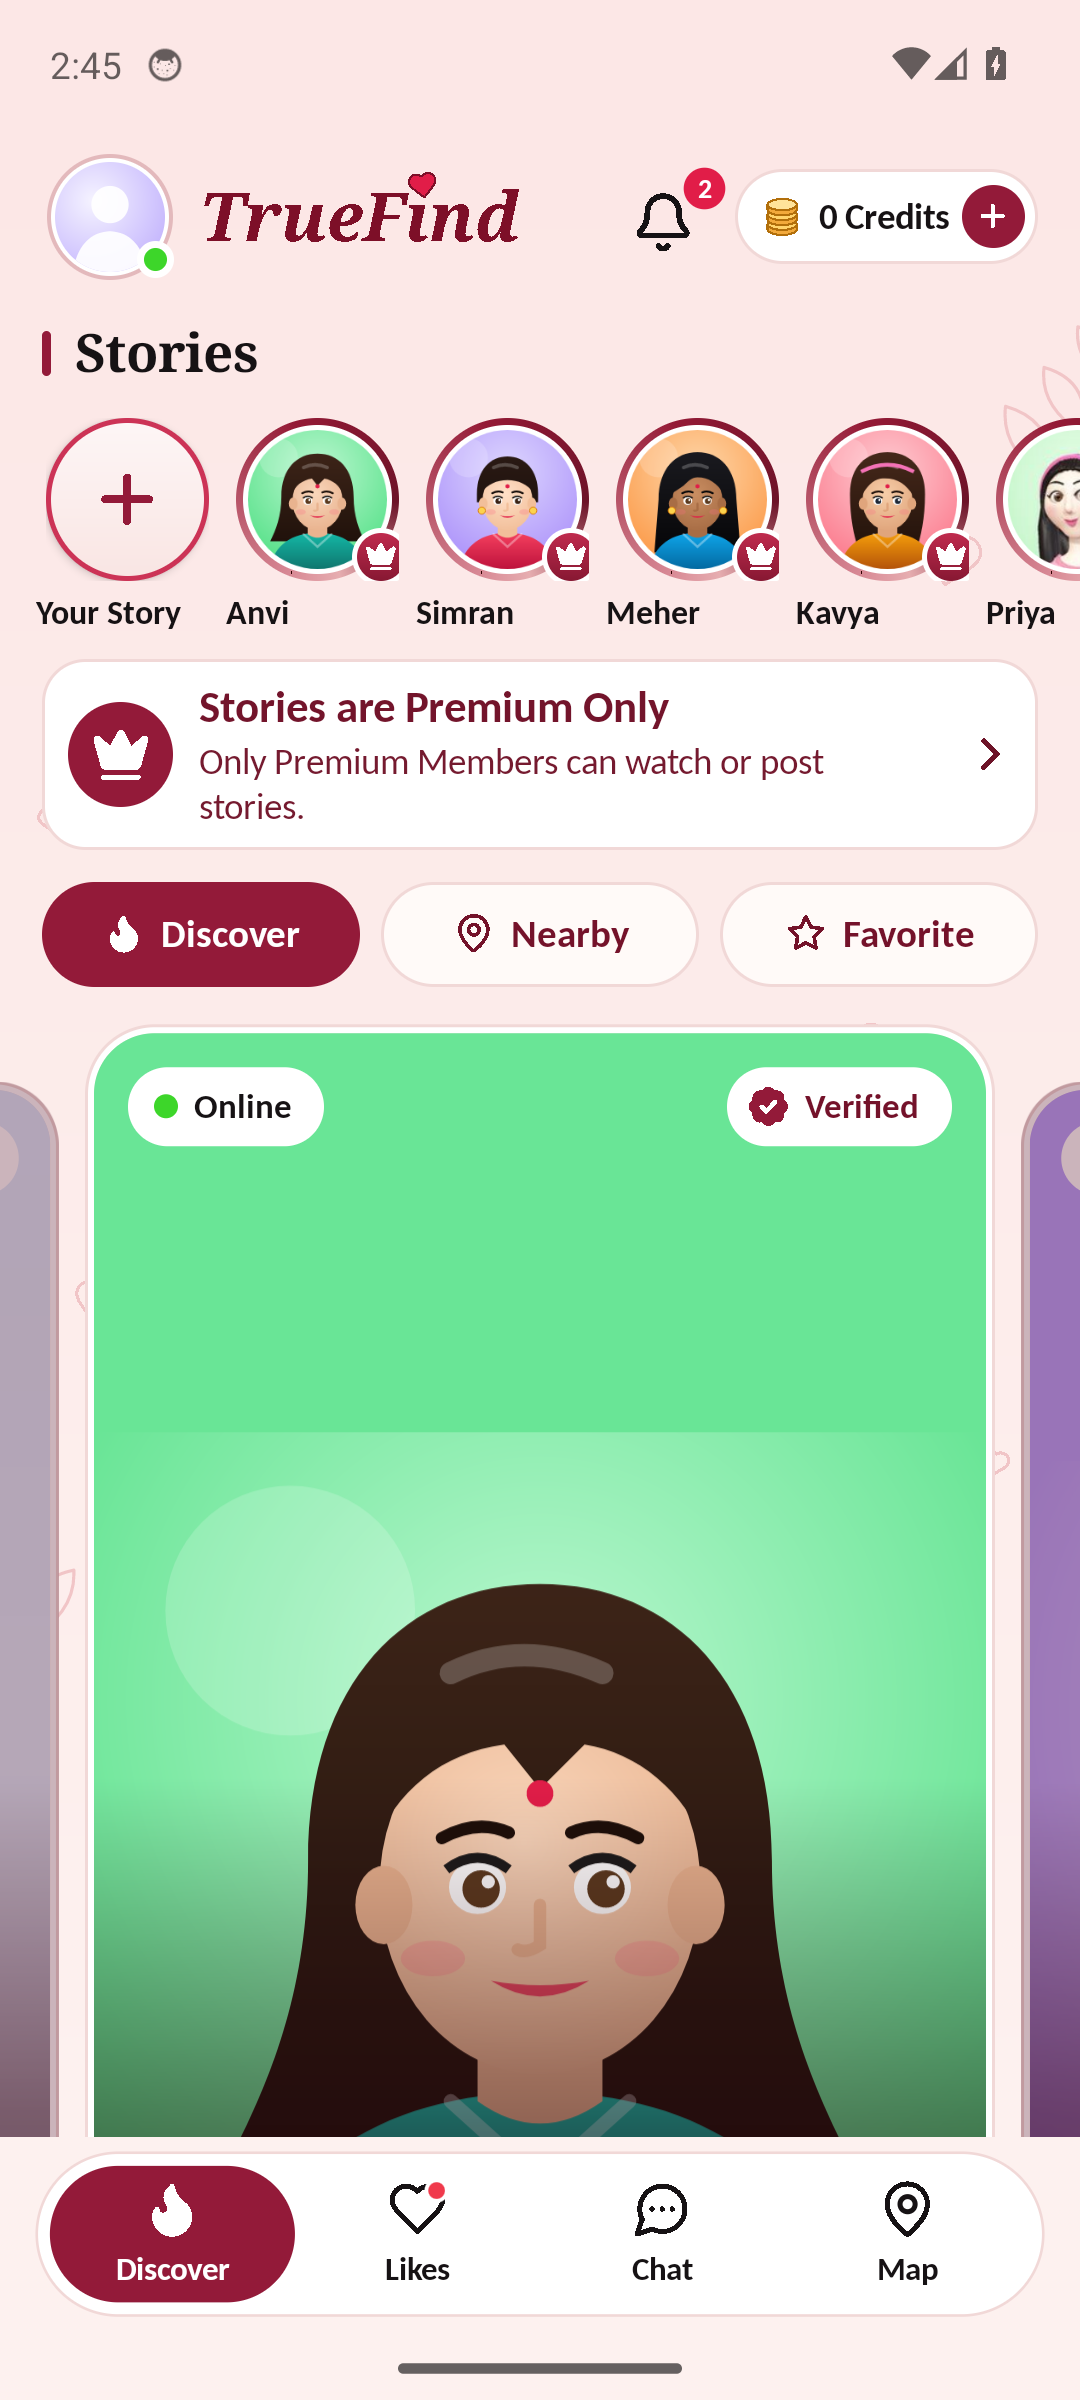 2:45
TrueFind
2
0 Credits
Stories
Your Story
Anvi
Simran
Meher
Kavya
Priya
Stories are Premium Only
Only Premium Members can watch or post
stories.
Discover
Nearby
Favorite
Online
Verified
Discover
Likes
Chat
Map